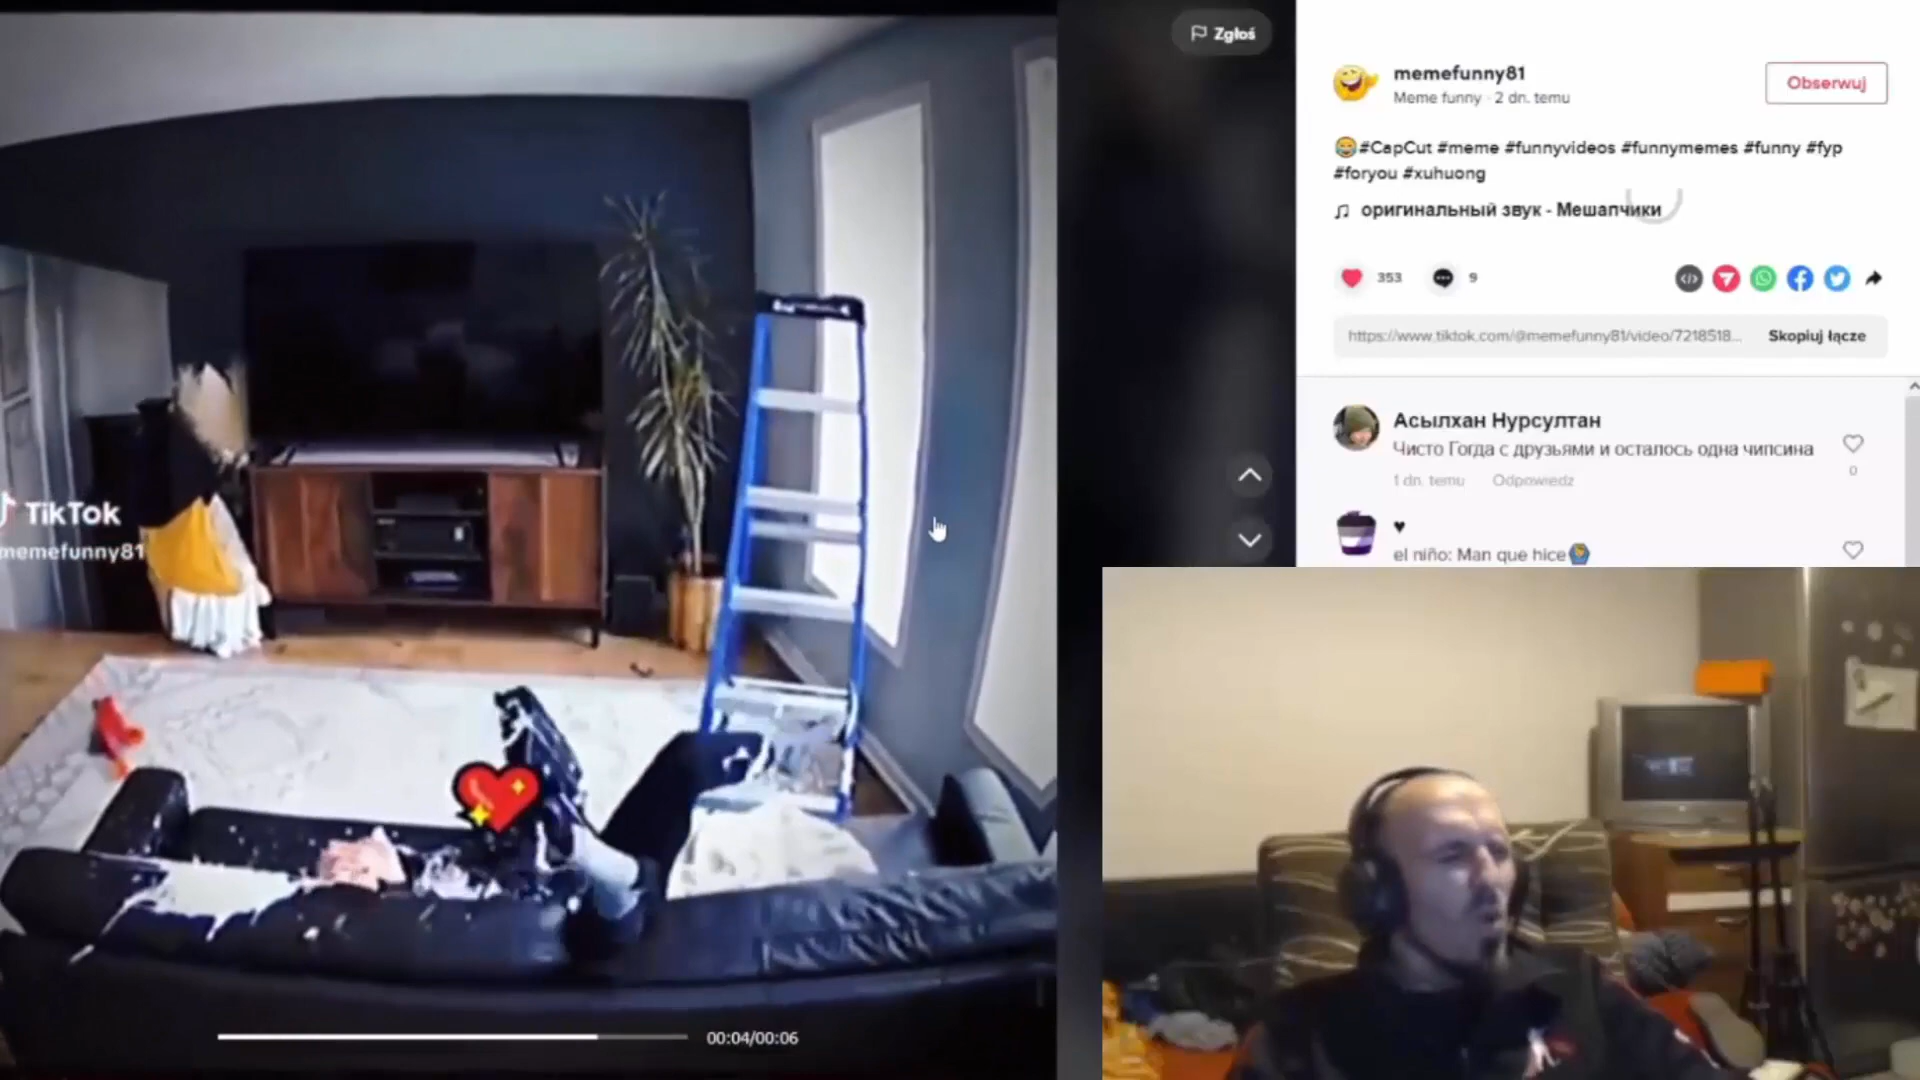 Zgłoś
memefunny81
Meme funny · 2 dn. temu
Obserwuj
😂#CapCut #meme #funnyvideos #funnymemes #funny #fyp
#foryou #xuhuong
♫ оригинальный звук - Мешапчики
353
9
https://www.tiktok.com/@memefunny81/video/7218518...
Skopiuj łącze
Асылхан Нурсултан
Чисто Гогда с друзьями и осталось одна чипсина
0
1 dn. temu
Odpowiedz
♥
el niño: Man que hice
TikTok
memefunny81
00:04/00:06